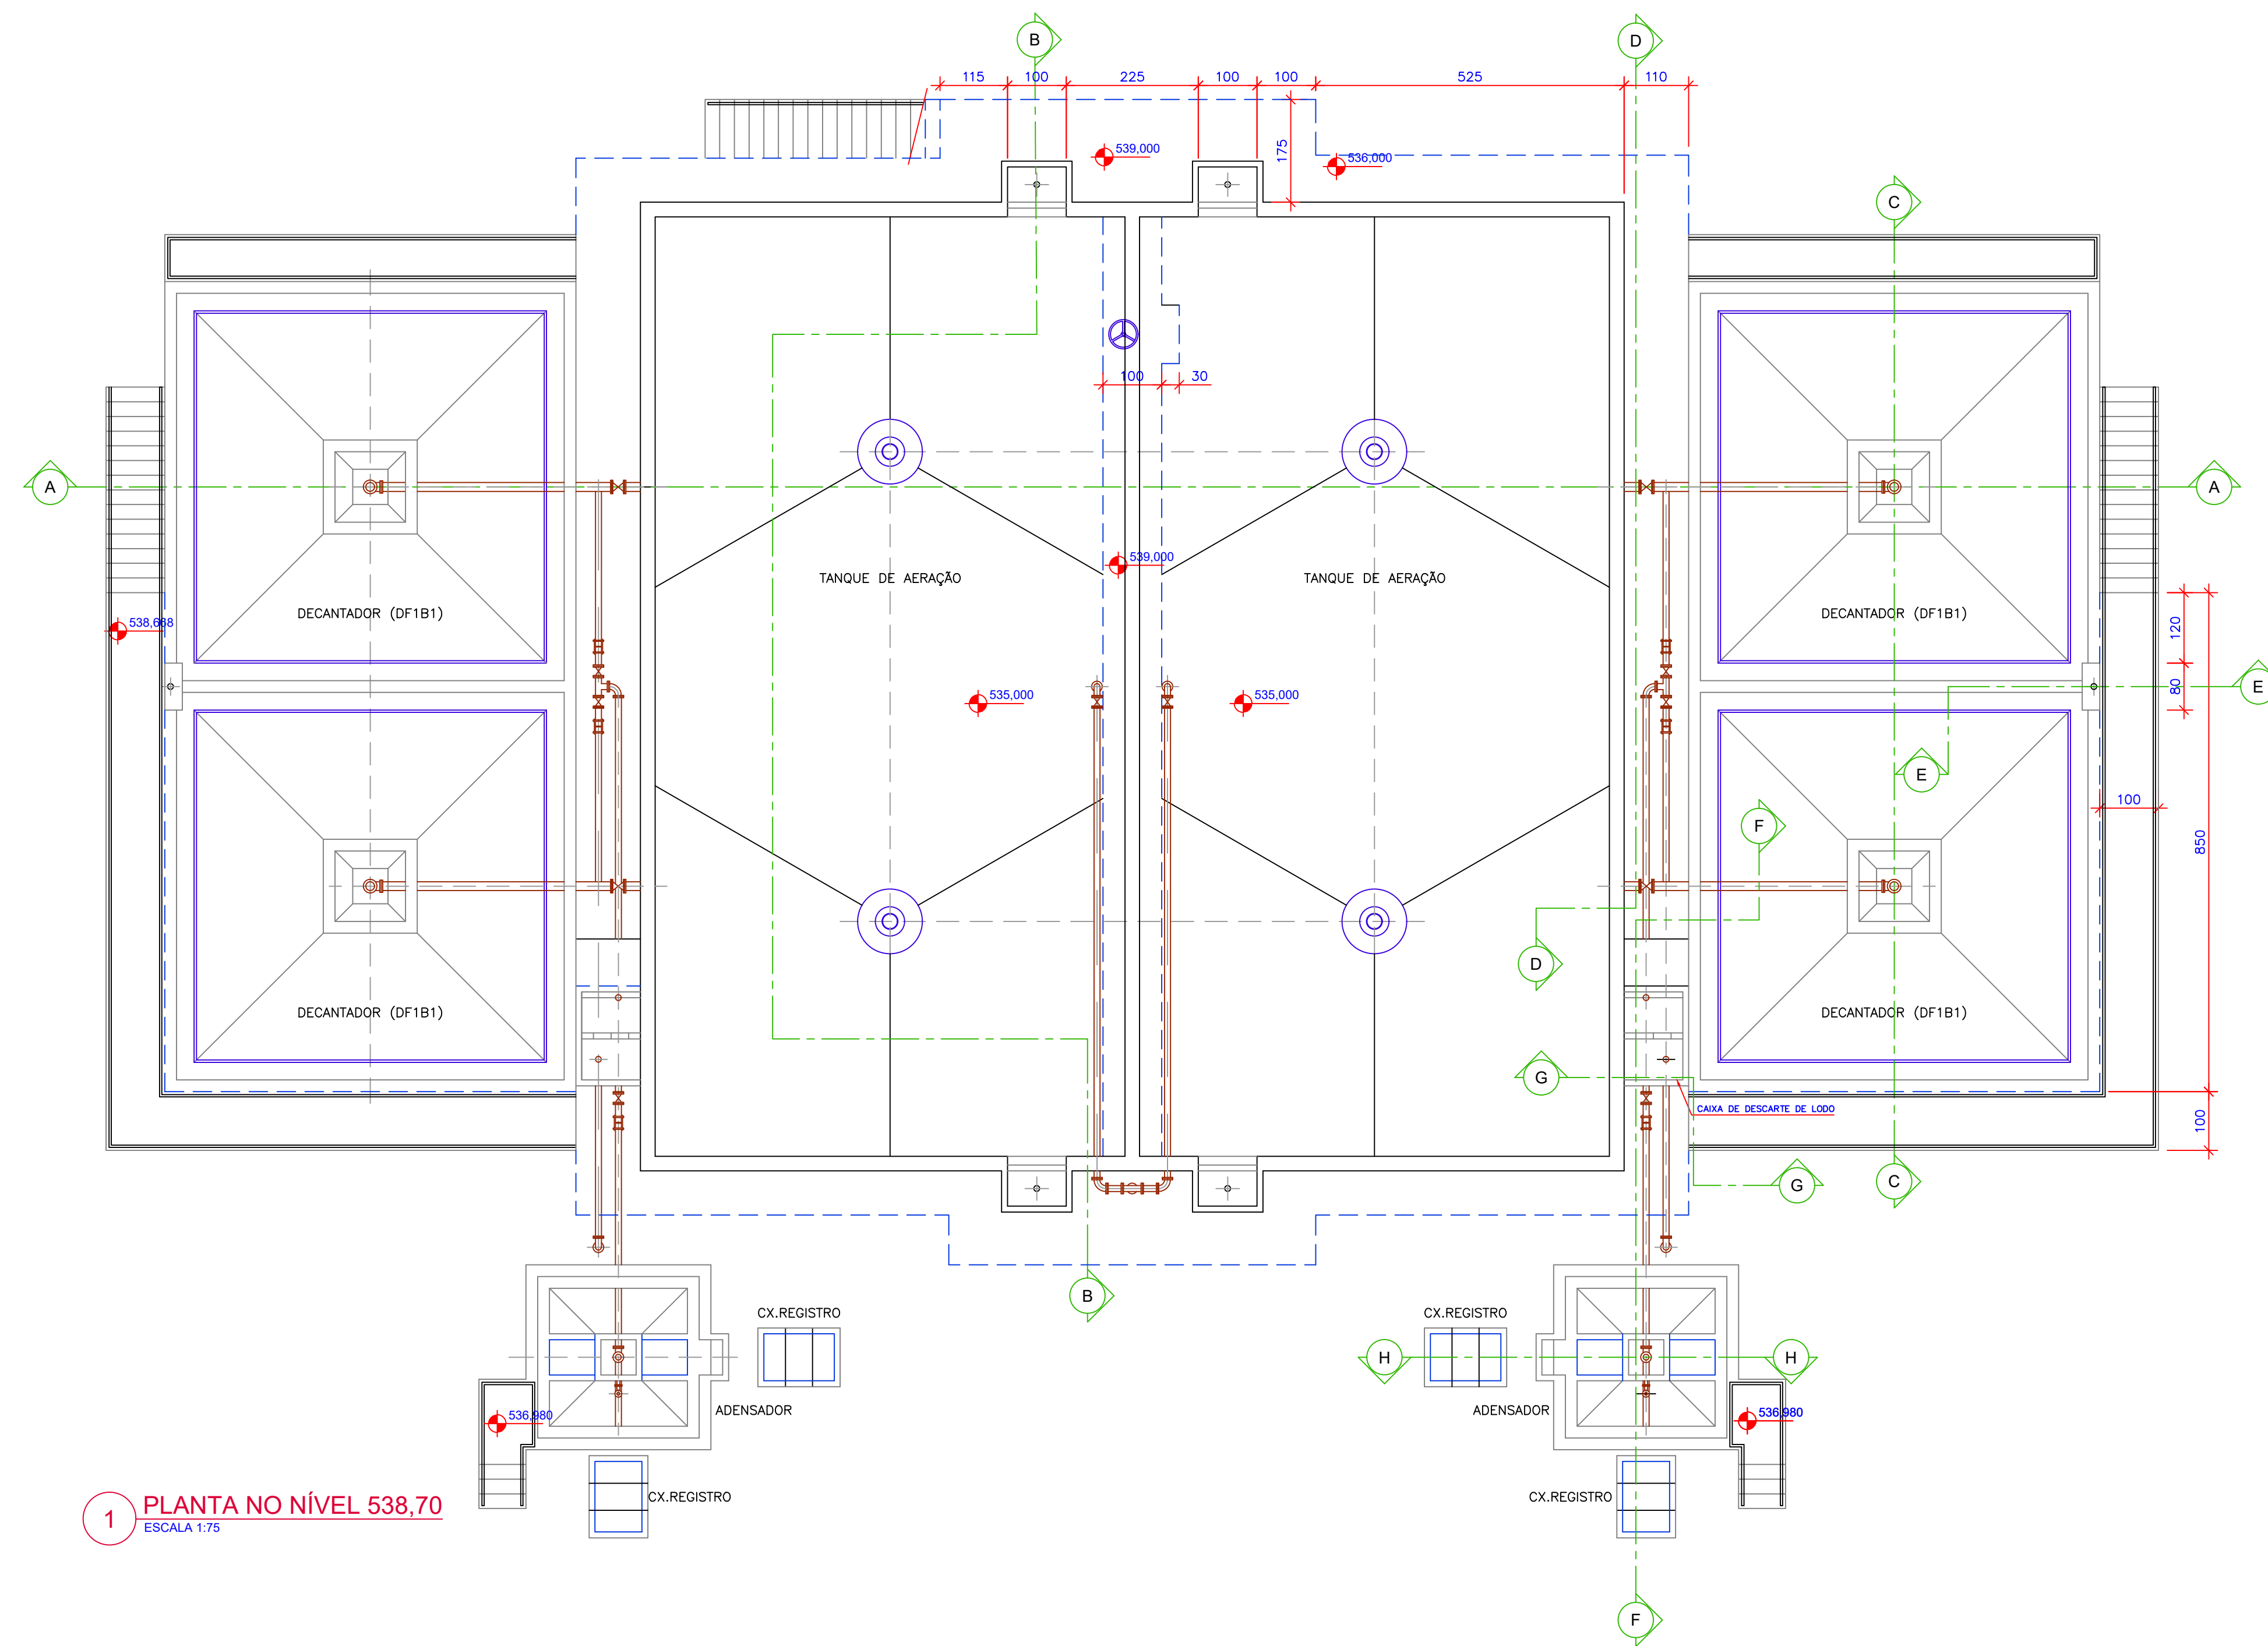 B
D
115
100
225
100
100
525
110
175
539,000
536,000
C
100
30
A
A
539,000
TANQUE DE AERAÇÃO
TANQUE DE AERAÇÃO
DECANTADOR (DF1B1)
DECANTADOR (DF1B1)
538,668
120
80
E
535,000
535,000
E
100
F
850
D
DECANTADOR (DF1B1)
DECANTADOR (DF1B1)
G
CAIXA DE DESCARTE DE LODO
100
G
C
B
CX.REGISTRO
CX.REGISTRO
H
H
ADENSADOR
ADENSADOR
536,980
536,980
CX.REGISTRO
CX.REGISTRO
1
PLANTA NO NÍVEL 538,70
ESCALA 1:75
F